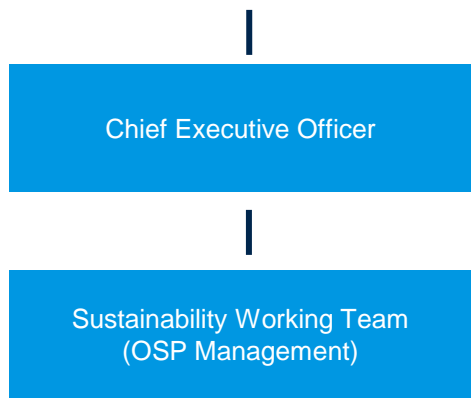 Chief Executive Officer
Sustainability Working Team
(OSP Management)